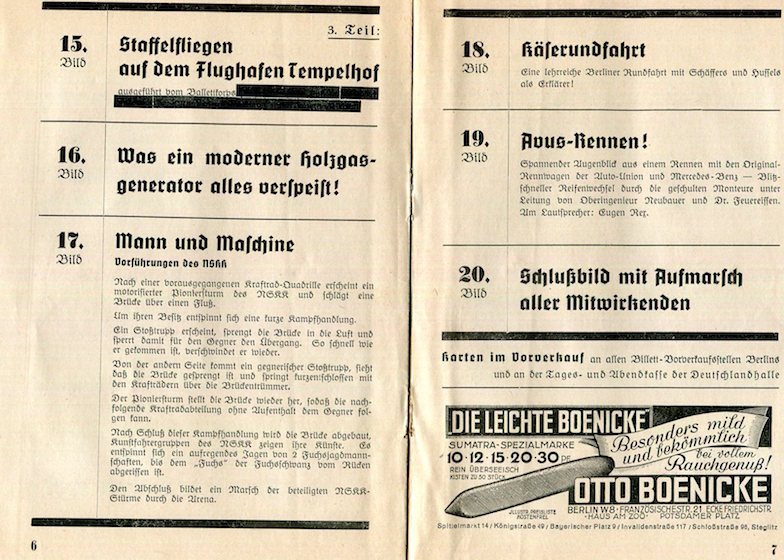 3. Teil:
15.
Bild
Staffelfliegen
auf dem Flughafen Tempelhof
ausgeführt vom Ballettkorps
16.
Bild
Was ein moderner Holzgas-
generator alles verspeist!
17.
Bild
Mann und Maschine
Vorführungen des NSKK
Nach einer vorausgegangenen Kraftrad-Quadrille erscheint ein
motorisierter Pioniersturm des NSKK und schlägt eine
Brücke über einen Fluß.
Um ihren Besitz entspinnt sich eine kurze Kampfhandlung.
Ein Stoßtrupp erscheint, sprengt die Brücke in die Luft und
sperrt damit für den Gegner den Übergang. So schnell wie
er gekommen ist, verschwindet er wieder.
Von der anderen Seite kommt ein gegnerischer Stoßtrupp, sieht
daß die Brücke gesprengt ist und springt kurzentschlossen mit
den Krafträdern über die Brückentrümmer.
Der Pioniersturm stellt die Brücke wieder her, sodaß die nach-
folgende Kraftradabteilung ohne Aufenthalt dem Gegner fol-
gen kann.
Nach Schluß dieser Kampfhandlung wird die Brücke abgebaut,
Kunstfahrergruppen des NSKK zeigen ihre Künste. Es
entspinnt sich ein aufregendes Jagen von 2 Fuchsjagdmann-
schaften, bis dem „Fuchs“ der Fuchsschwanz vom Rücken
abgerissen ist.
Den Abschluß bildet ein Marsch der beteiligten NSKK-
Stürme durch die Arena.
6
18.
Bild
Käserundfahrt
Eine lehrreiche Berliner Rundfahrt mit Schäffers und Hussels
als Erklärer!
19.
Bild
Avus-Rennen!
Spannender Augenblick aus einem Rennen mit den Original-
Rennwagen der Auto-Union und Mercedes-Benz — Blitz-
schneller Reifenwechsel durch die geschulten Monteure unter
Leitung von Oberingenieur Neubauer und Dr. Feuereissen.
Am Lautsprecher: Eugen Rex.
20.
Bild
Schlußbild mit Aufmarsch
aller Mitwirkenden
Karten im Vorverkauf an allen Billett-Vorverkaufsstellen Berlins
und an der Tages- und Abendkasse der Deutschlandhalle
DIE LEICHTE BOENICKE
SUMATRA-SPEZIALMARKE
10·12·15·20·30 PF.
REIN ÜBERSEEISCH
KISTEN ZU 50 STÜCK
Besonders mild
und bekömmlich
bei vollem
Rauchgenuß!
ILLUSTR. PREISLISTE
KOSTENFREI
OTTO BOENICKE
BERLIN W8 · FRANZÖSISCHESTR. 21 ECKE FRIEDRICHSTR.
HAUS AM ZOO · POTSDAMER PLATZ
Spittelmarkt 14 / Königstraße 49 / Bayerischer Platz 9 / Invalidenstraße 117 / Schloßstraße 96, Steglitz
7